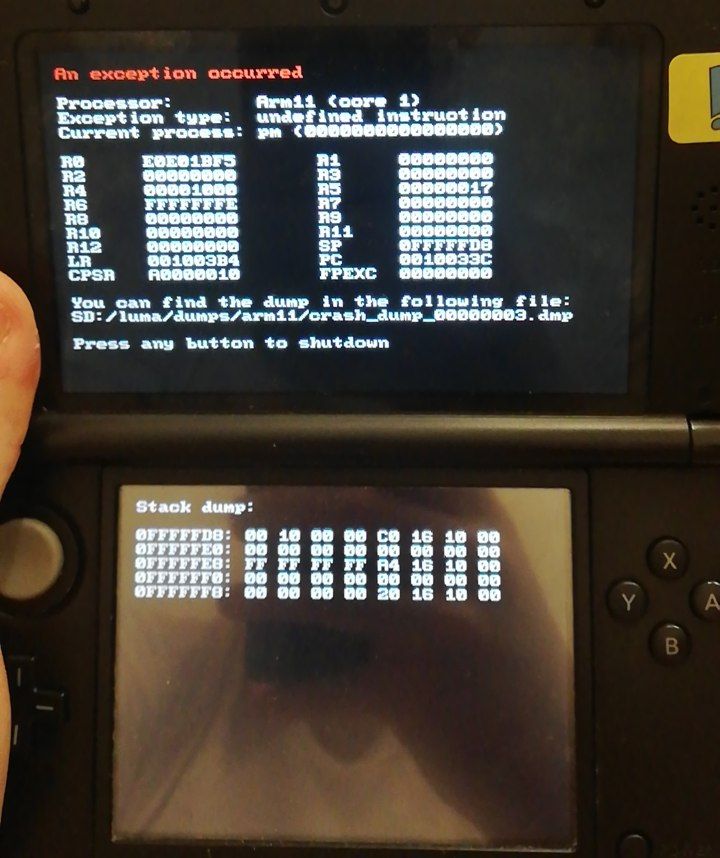 An exception occurred
Processor: Arm11 (core 1)
Exception type: undefined instruction
Current process: pm (0000000000000000)
R0 E0E01BF5 R1 00000000
R2 00000000 R3 00000000
R4 00001000 R5 00000017
R6 FFFFFFFE R7 00000000
R8 00000000 R9 00000000
R10 00000000 R11 00000000
R12 00000000 SP 0FFFFFD8
LR 001003B4 PC 0010033C
CPSR A0000010 FPEXC 00000000
You can find the dump in the following file:
SD:/luma/dumps/arm11/crash_dump_00000003.dmp
Press any button to shutdown
Stack dump:
0FFFFFD8: 00 10 00 00 C0 16 10 00
0FFFFFE0: 00 00 00 00 00 00 00 00
0FFFFFE8: FF FF FF FF A4 16 10 00
0FFFFFF0: 00 00 00 00 00 00 00 00
0FFFFFF8: 00 00 00 00 20 16 10 00
X
Y
A
B